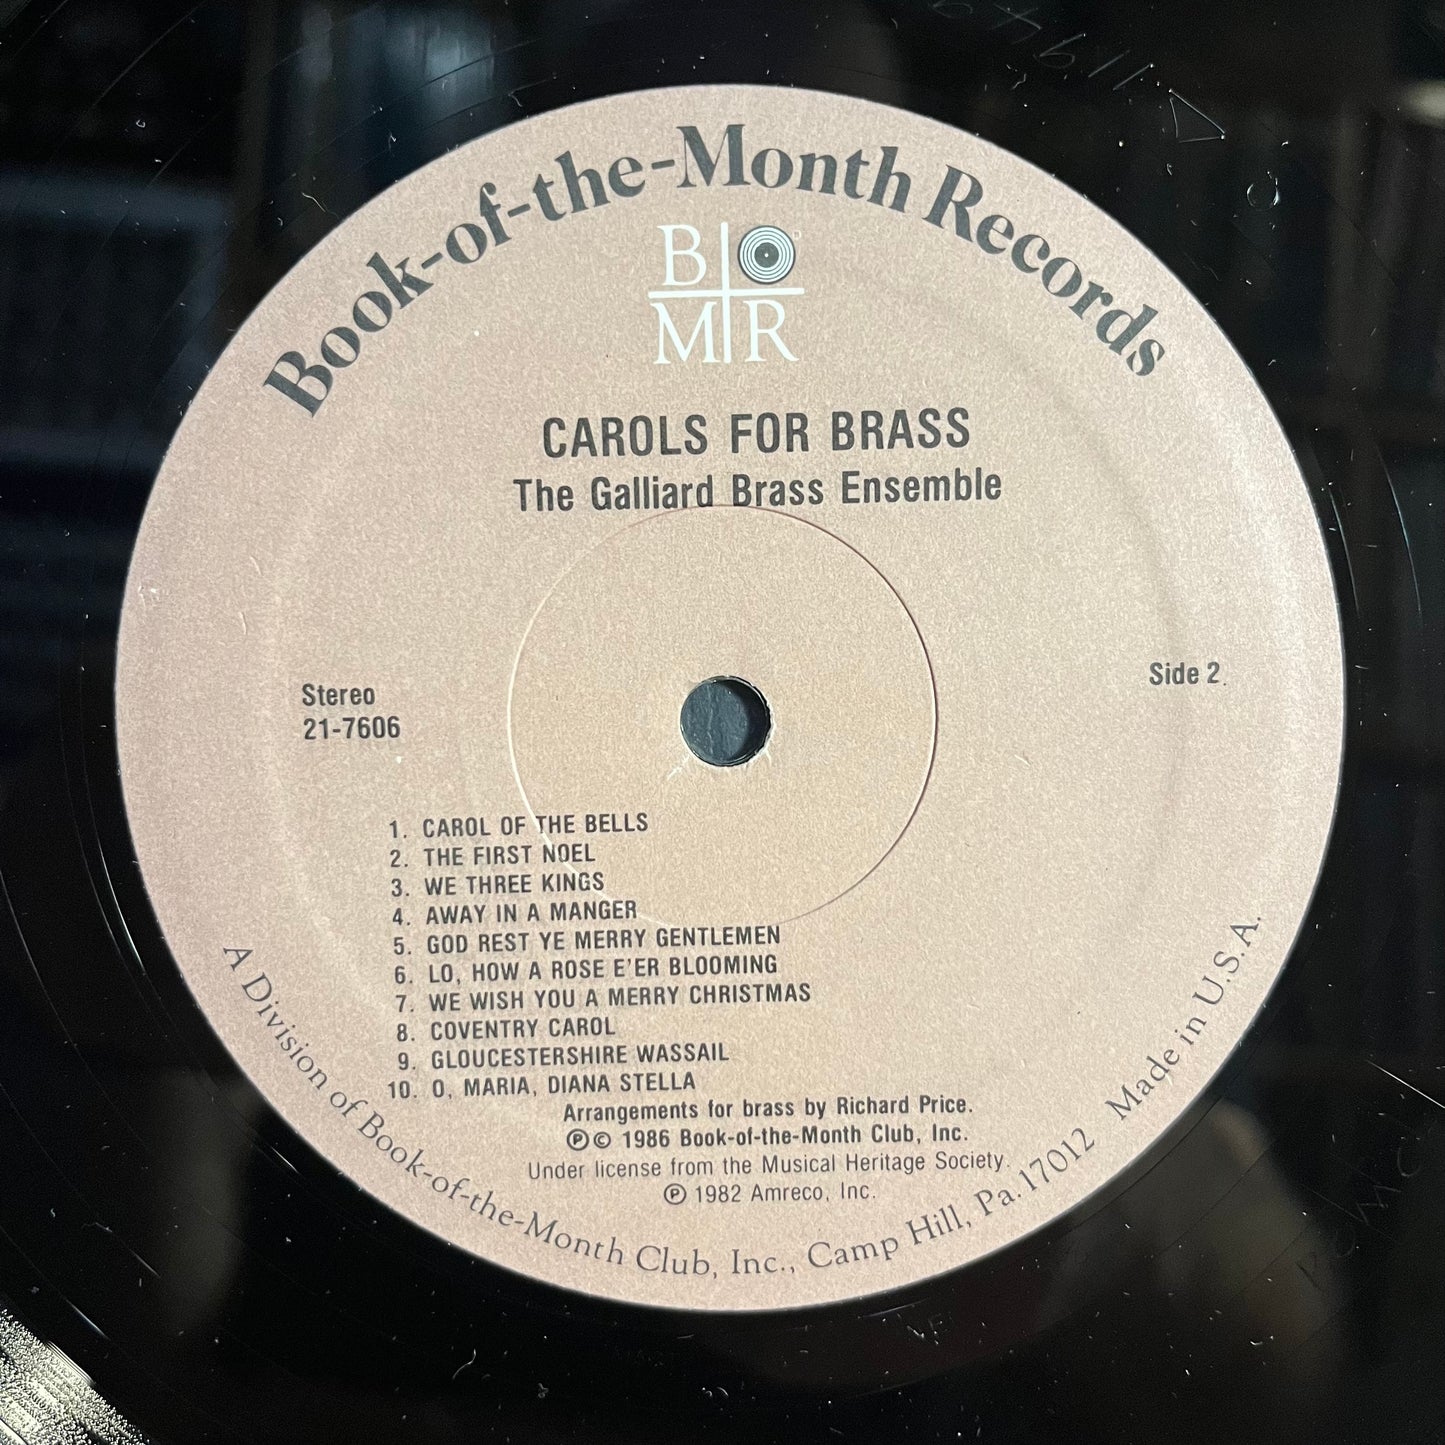 Book-of-the-Month Records
B
M R
CAROLS FOR BRASS
The Galliard Brass Ensemble
Stereo
21-7606
Side 2
1. CAROL OF THE BELLS
2. THE FIRST NOEL
3. WE THREE KINGS
4. AWAY IN A MANGER
5. GOD REST YE MERRY GENTLEMEN
6. LO, HOW A ROSE E'ER BLOOMING
7. WE WISH YOU A MERRY CHRISTMAS
8. COVENTRY CAROL
9. GLOUCESTERSHIRE WASSAIL
10. O, MARIA, DIANA STELLA
Arrangements for brass by Richard Price.
℗© 1986 Book-of-the-Month Club, Inc.
Under license from the Musical Heritage Society.
℗ 1982 Amreco, Inc.
A Division of Book-of-the-Month Club, Inc., Camp Hill, Pa. 17012 Made in U.S.A.